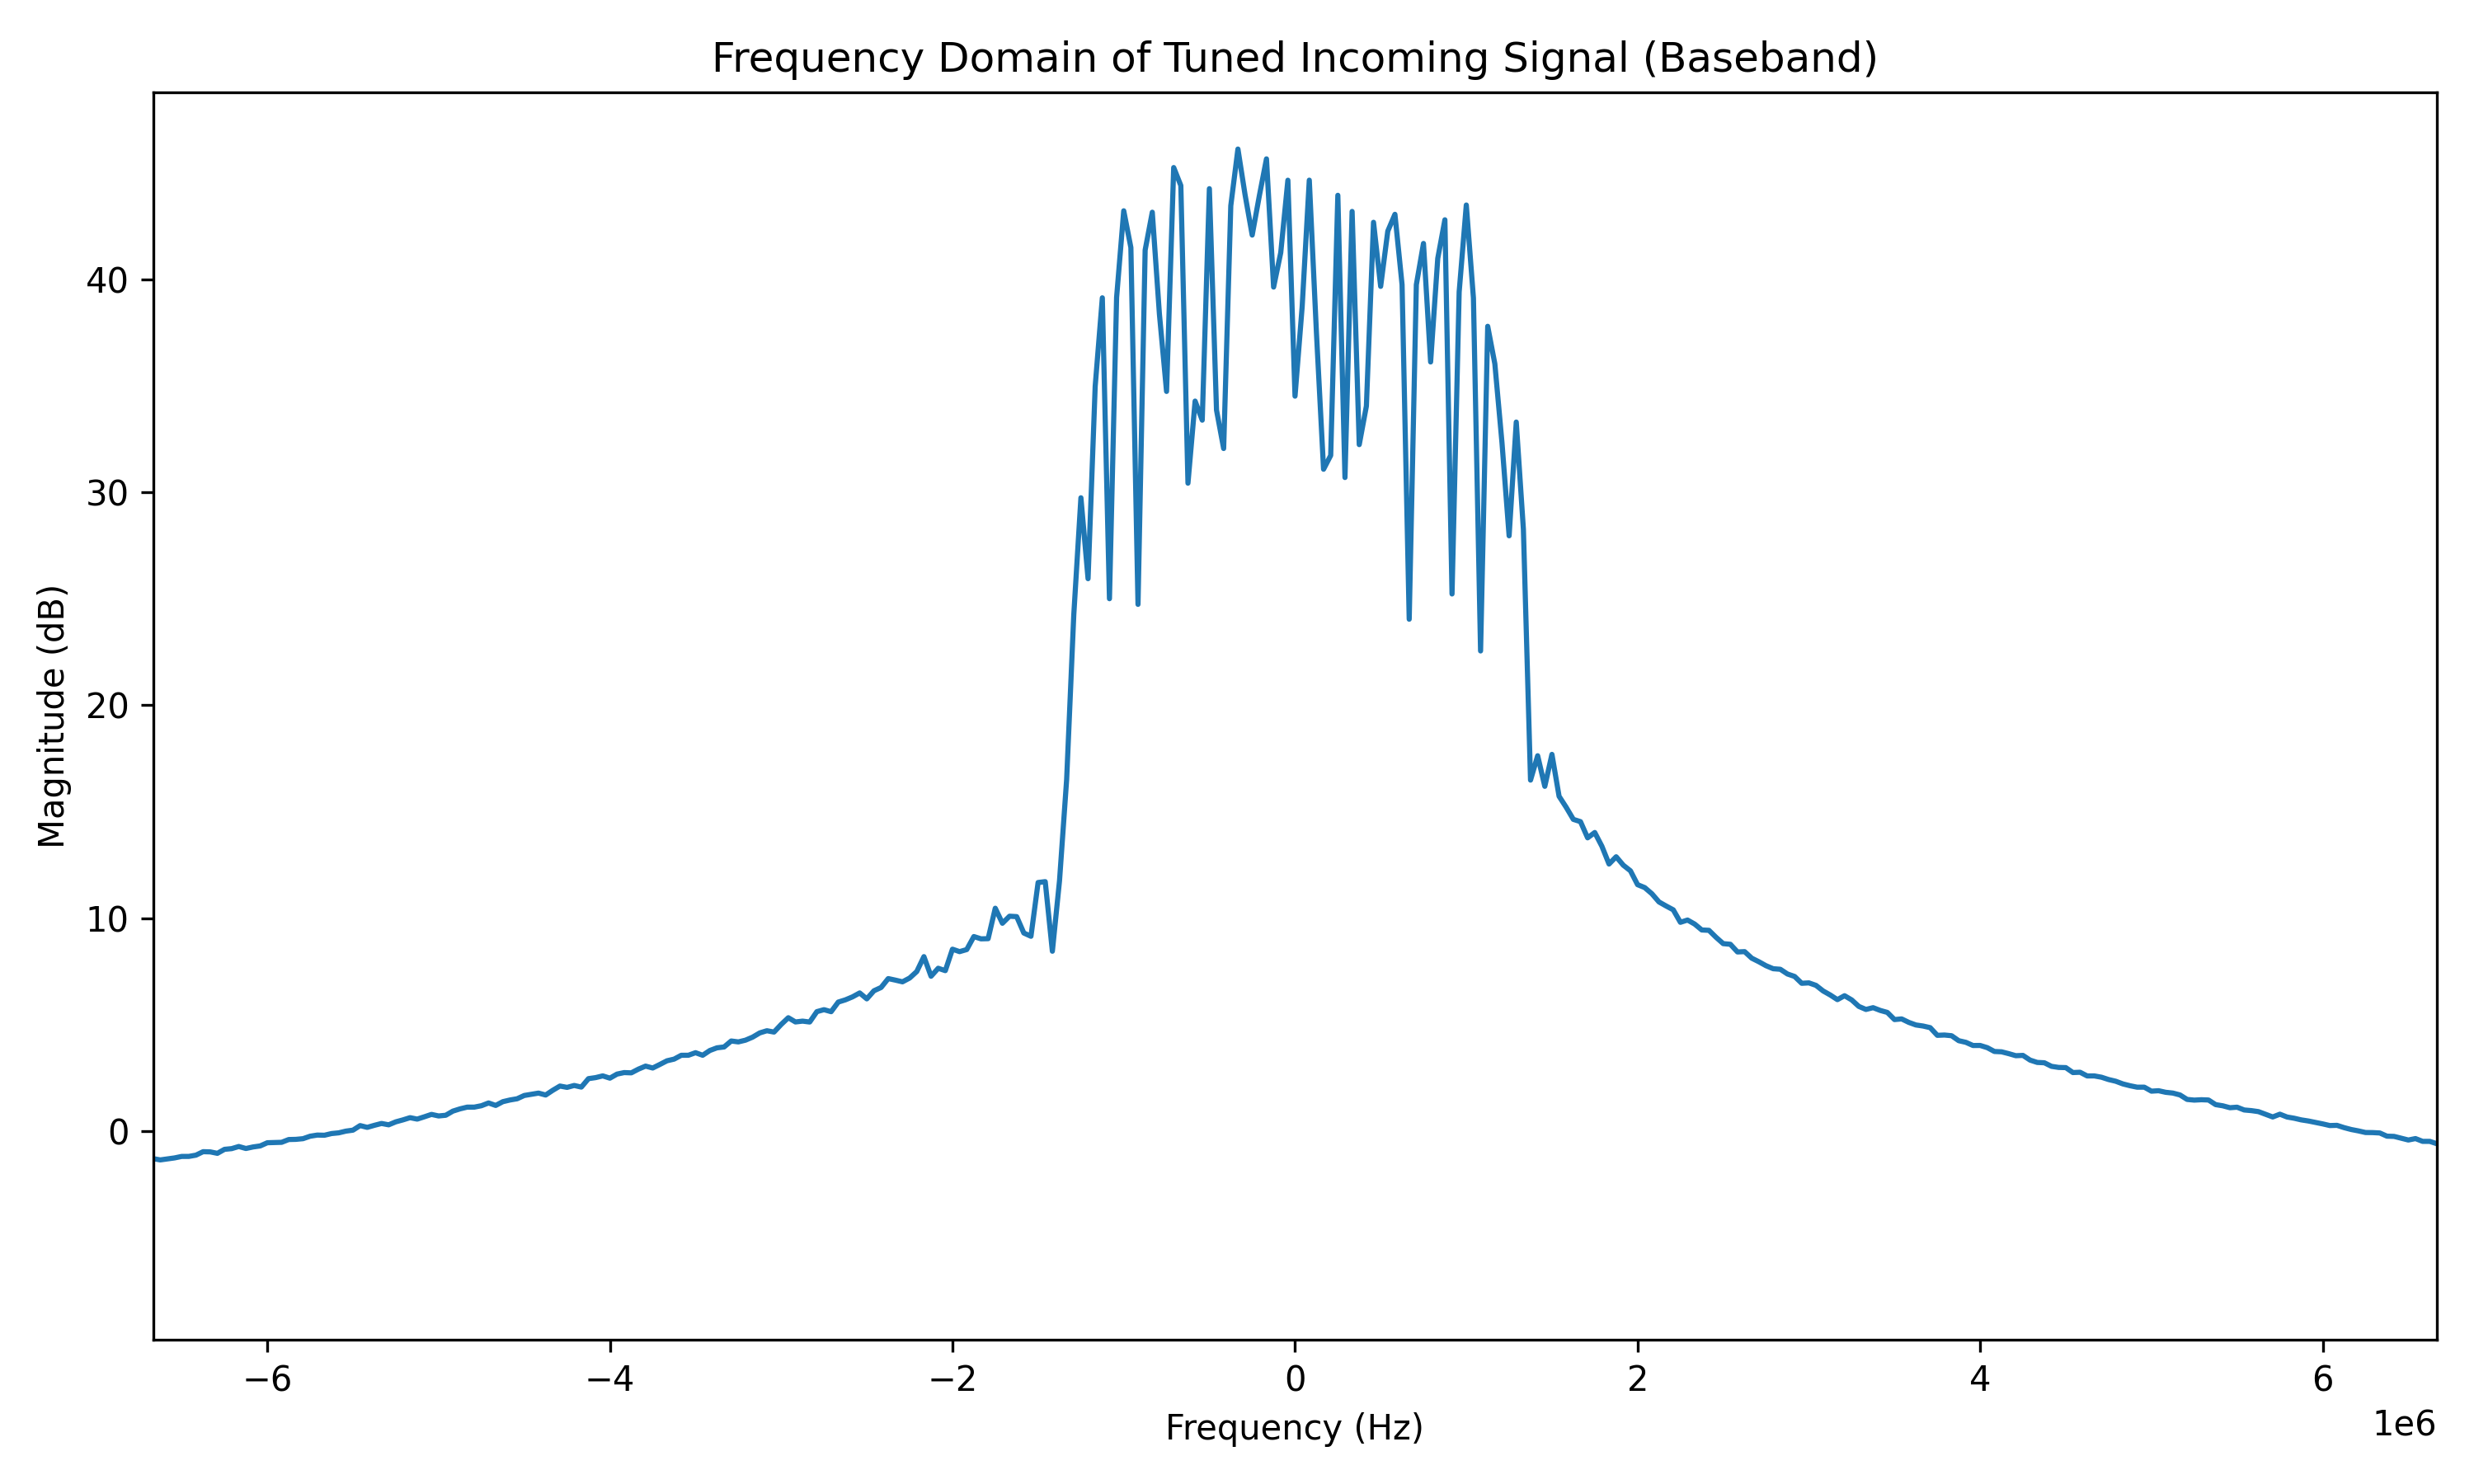 Frequency Domain of Tuned Incoming Signal (Baseband)
Magnitude (dB)
40
30
20
10
0
−6 −4 −2 0 2 4 6
1e6
Frequency (Hz)